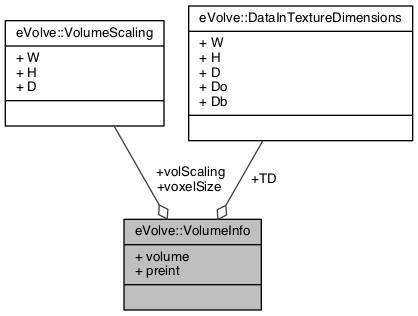 eVolve::VolumeScaling
+ W
+ H
+ D
eVolve::DataInTextureDimensions
+ W
+ H
+ D
+ Do
+ Db
+volScaling
+voxelSize
+TD
eVolve::VolumeInfo
+ volume
+ preint